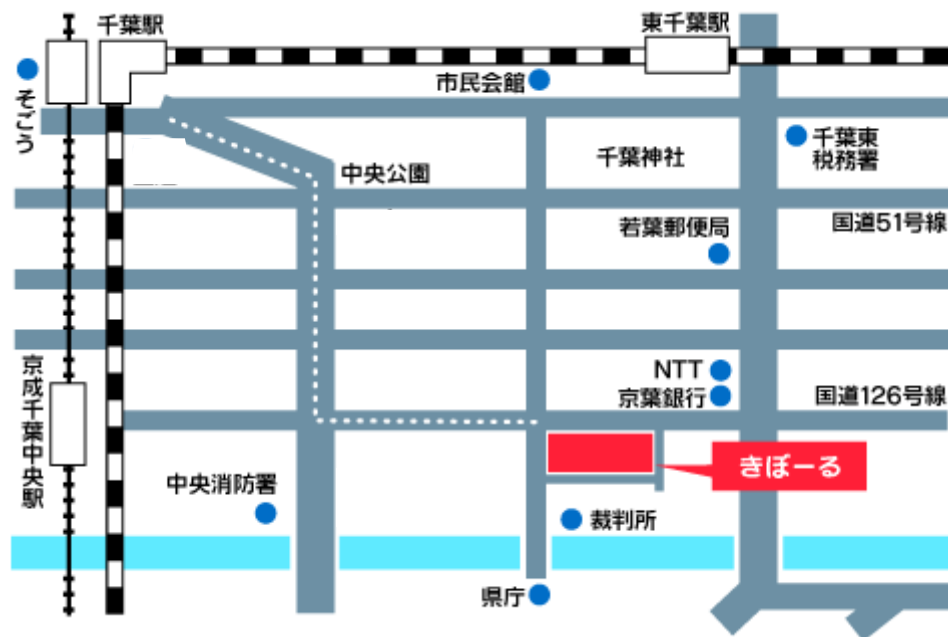 千葉駅
東千葉駅
そごう
市民会館
千葉東
税務署
千葉神社
中央公園
国道51号線
若葉郵便局
京成千葉中央駅
NTT
京葉銀行
国道126号線
きぼーる
中央消防署
裁判所
県庁